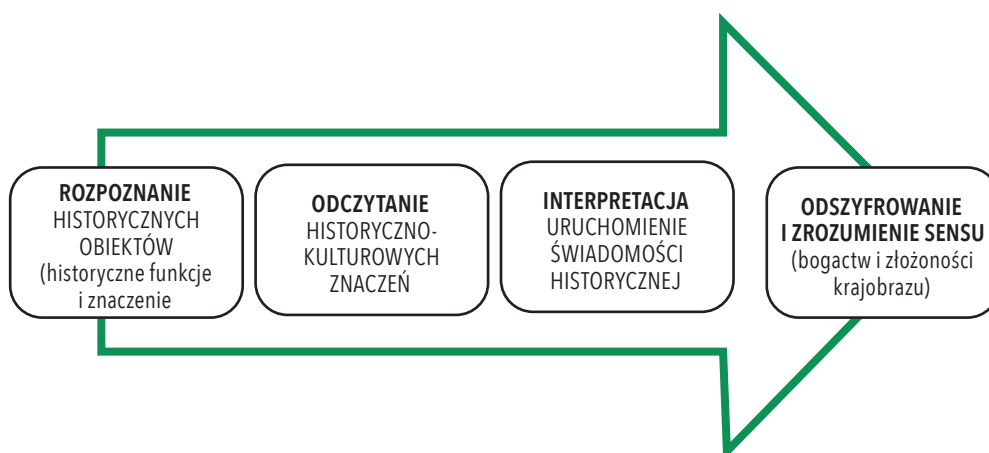 ROZPOZNANIE
HISTORYCZNYCH
OBIEKTÓW
(historyczne funkcje
i znaczenie
ODCZYTANIE
HISTORYCZNO-
KULTUROWYCH
ZNACZEŃ
INTERPRETACJA
URUCHOMIENIE
ŚWIADOMOŚCI
HISTORYCZNEJ
ODSZYFROWANIE
I ZROZUMIENIE SENSU
(bogactw i złożoności
krajobrazu)